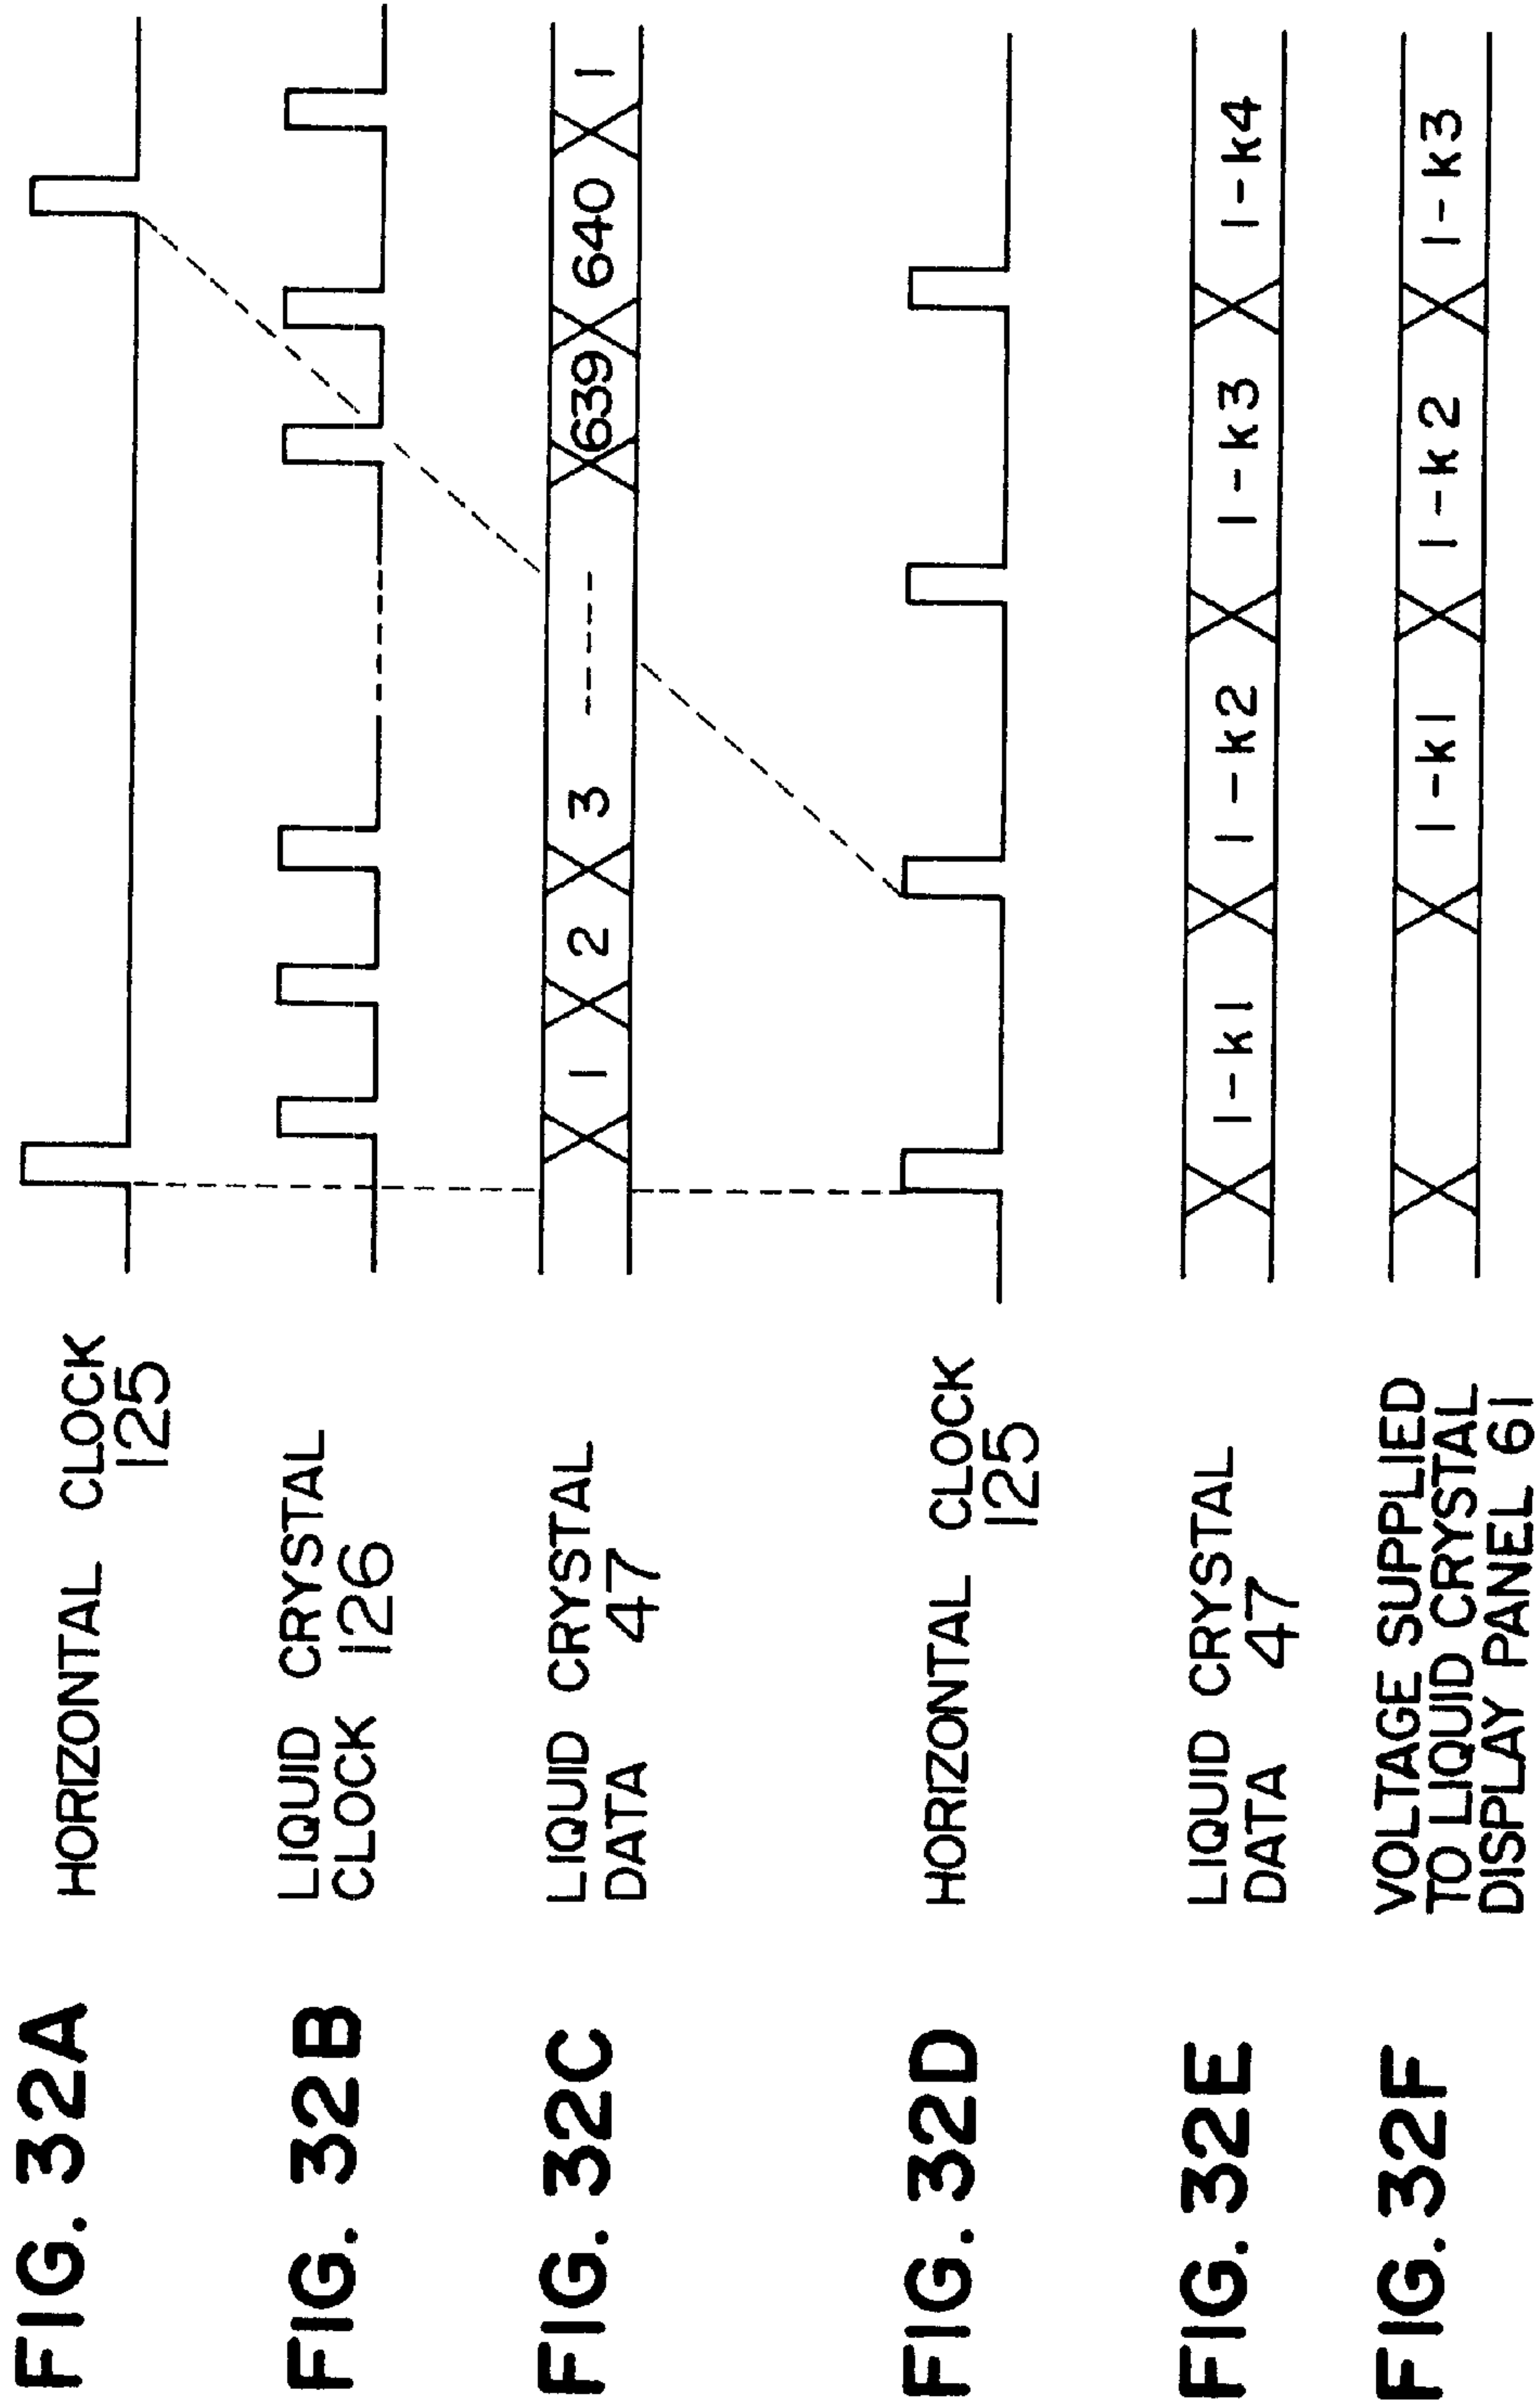 FIG. 32A
HORIZONTAL CLOCK
125
FIG. 32B
LIQUID CRYSTAL
CLOCK 126
FIG. 32C
LIQUID CRYSTAL
DATA 47
1 2 3 ----- 639 640 1
FIG. 32D
HORIZONTAL CLOCK
125
FIG. 32E
LIQUID CRYSTAL
DATA 47
1-k1 1-k2 1-k3 1-k4
FIG. 32F
VOLTAGE SUPPLIED
TO LIQUID CRYSTAL
DISPLAY PANEL 61
1-k1 1-k2 1-k3